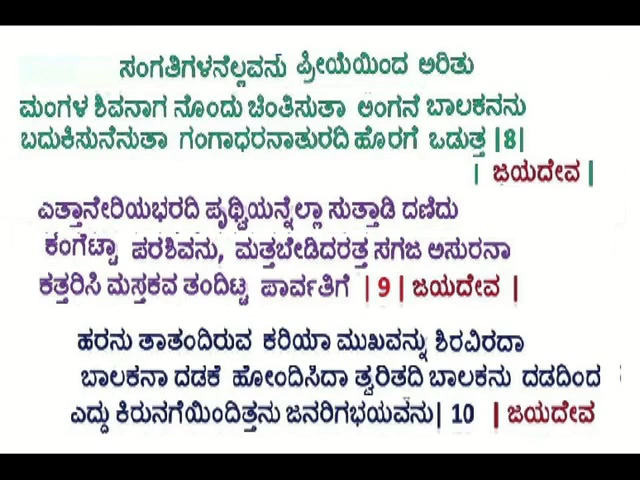 ಸಂಗತಿಗಳನೆಲ್ಲವನು ಪ್ರೀಯೆಯಿಂದ ಅರಿತು
ಮಂಗಳ ಶಿವನಾಗ ನೊಂದು ಚಿಂತಿಸುತಾ ಅಂಗನೆ ಬಾಲಕನನು
ಬದುಕಿಸುನೆನುತಾ ಗಂಗಾಧರನಾತುರದಿ ಹೊರಗೆ ಓಡುತ್ತ |8|
| ಜಯದೇವ |
ಎತ್ತಾನೇರಿಯಭರದಿ ಪೃಥ್ವಿಯನ್ನೆಲ್ಲಾ ಸುತ್ತಾಡಿ ದಣಿದು
ಕಂಗೆಟ್ಟಾ ಪರಶಿವನು, ಮತ್ತಬೇಡಿದರತ್ತ ಸಗಜ ಅಸುರನಾ
ಕತ್ತರಿಸಿ ಮಸ್ತಕವ ತಂದಿಟ್ಟ ಪಾರ್ವತಿಗೆ | 9 | ಜಯದೇವ |
ಹರನು ತಾತಂದಿರುವ ಕರಿಯಾ ಮುಖವನ್ನು ಶಿರವಿರದಾ
ಬಾಲಕನಾ ದಡಕೆ ಹೋಂದಿಸಿದಾ ತ್ವರಿತದಿ ಬಾಲಕನು ದಡದಿಂದ
ಎದ್ದು ಕಿರುನಗೆಯಿಂದಿತ್ತನು ಜನರಿಗಭಯವನು| 10 | ಜಯದೇವ